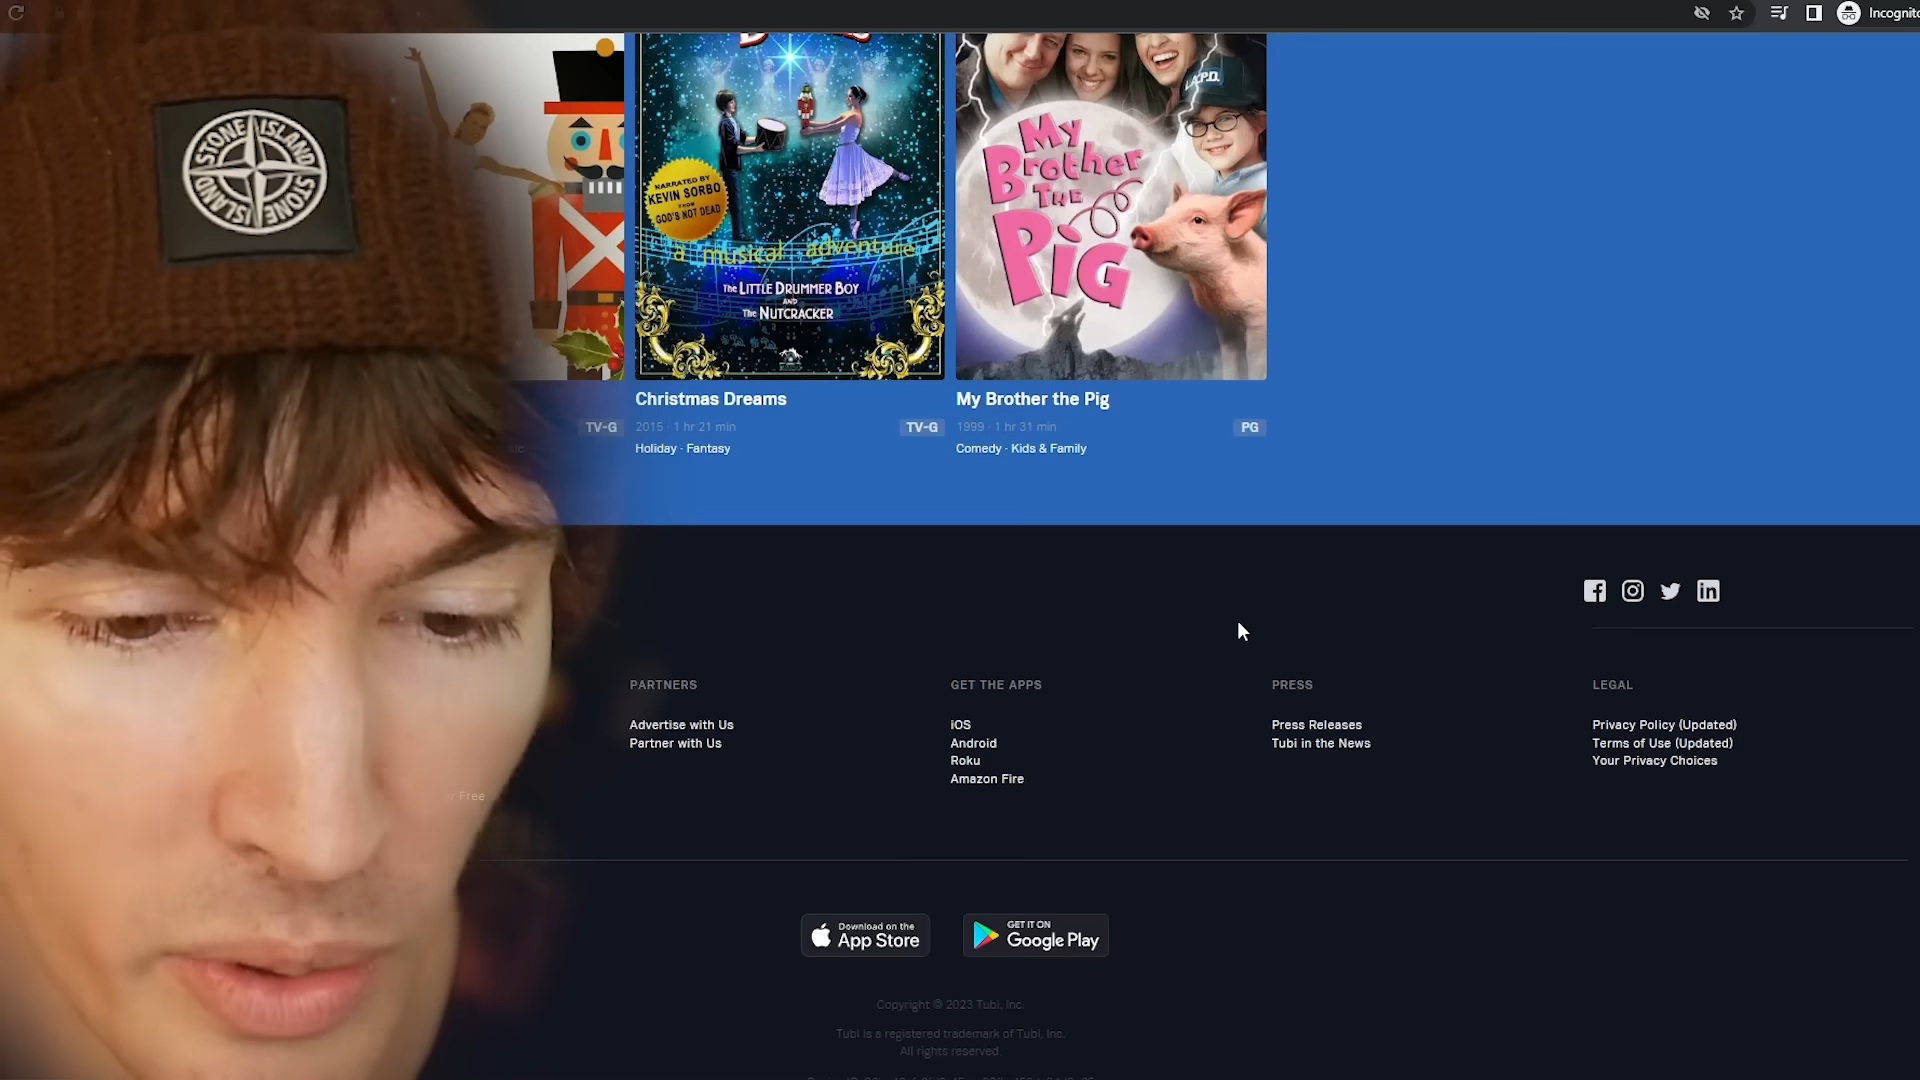 Incognito
STONE ISLAND
STONE ISLAND
NARRATED BY
KEVIN SORBO
FROM
GOD'S NOT DEAD
a musical adventure
The LITTLE DRUMMER BOY
AND
The NUTCRACKER
My
Brother
The
Pig
Christmas Dreams
My Brother the Pig
TV-G
2015 · 1 hr 21 min
TV-G
1999 · 1 hr 31 min
PG
Holiday · Fantasy
Comedy · Kids & Family
PARTNERS
GET THE APPS
PRESS
LEGAL
Advertise with Us
Partner with Us
iOS
Android
Roku
Amazon Fire
Press Releases
Tubi in the News
Privacy Policy (Updated)
Terms of Use (Updated)
Your Privacy Choices
Free
Download on the
App Store
GET IT ON
Google Play
Copyright © 2023 Tubi, Inc.
Tubi is a registered trademark of Tubi, Inc.
All rights reserved.